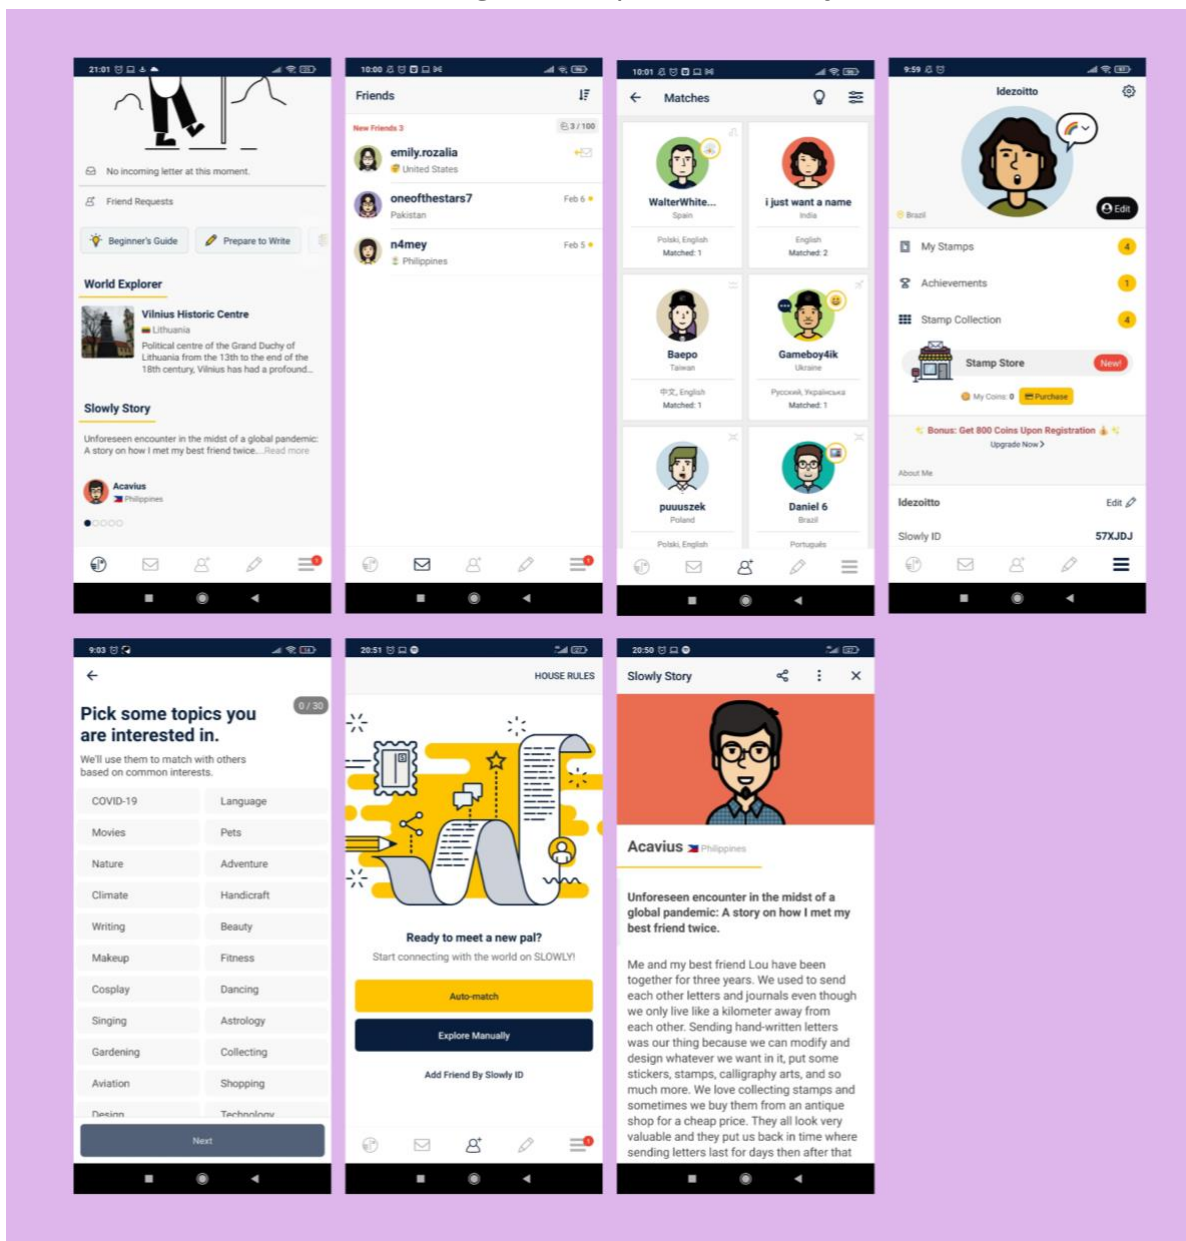 21:01
No incoming letter at this moment.
Friend Requests
Beginner's Guide
Prepare to Write
World Explorer
Vilnius Historic Centre
Lithuania
Political centre of the Grand Duchy of
Lithuania from the 13th to the end of the
18th century, Vilnius has had a profound...
Slowly Story
Unforeseen encounter in the midst of a global pandemic:
A story on how I met my best friend twice....Read more
Acavius
Philippines
10:00
Friends
New Friends 3
3 / 100
emily.rozalia
United States
oneofthestars7
Feb 6
Pakistan
n4mey
Feb 5
Philippines
10:01
Matches
WalterWhite...
Spain
Polski, English
Matched: 1
i just want a name
India
English
Matched: 2
Baepo
Taiwan
中文, English
Matched: 1
Gameboy4ik
Ukraine
Русский, Українська
Matched: 1
puuuszek
Poland
Polski, English
Daniel 6
Brazil
Português
9:59
Idezoitto
Brazil
Edit
My Stamps
4
Achievements
1
Stamp Collection
4
Stamp Store
New!
My Coins: 0
Purchase
Bonus: Get 800 Coins Upon Registration
Upgrade Now
About Me
Idezoitto
Edit
Slowly ID
57XJDJ
9:03
0 / 30
Pick some topics you
are interested in.
We'll use them to match with others
based on common interests.
COVID-19
Language
Movies
Pets
Nature
Adventure
Climate
Handicraft
Writing
Beauty
Makeup
Fitness
Cosplay
Dancing
Singing
Astrology
Gardening
Collecting
Aviation
Shopping
Design
Technology
Next
20:51
HOUSE RULES
Ready to meet a new pal?
Start connecting with the world on SLOWLY!
Auto-match
Explore Manually
Add Friend By Slowly ID
20:50
Slowly Story
Acavius
Philippines
Unforeseen encounter in the midst of a
global pandemic: A story on how I met my
best friend twice.
Me and my best friend Lou have been
together for three years. We used to send
each other letters and journals even though
we only live like a kilometer away from
each other. Sending hand-written letters
was our thing because we can modify and
design whatever we want in it, put some
stickers, stamps, calligraphy arts, and so
much more. We love collecting stamps and
sometimes we buy them from an antique
shop for a cheap price. They all look very
valuable and they put us back in time where
sending letters last for days then after that